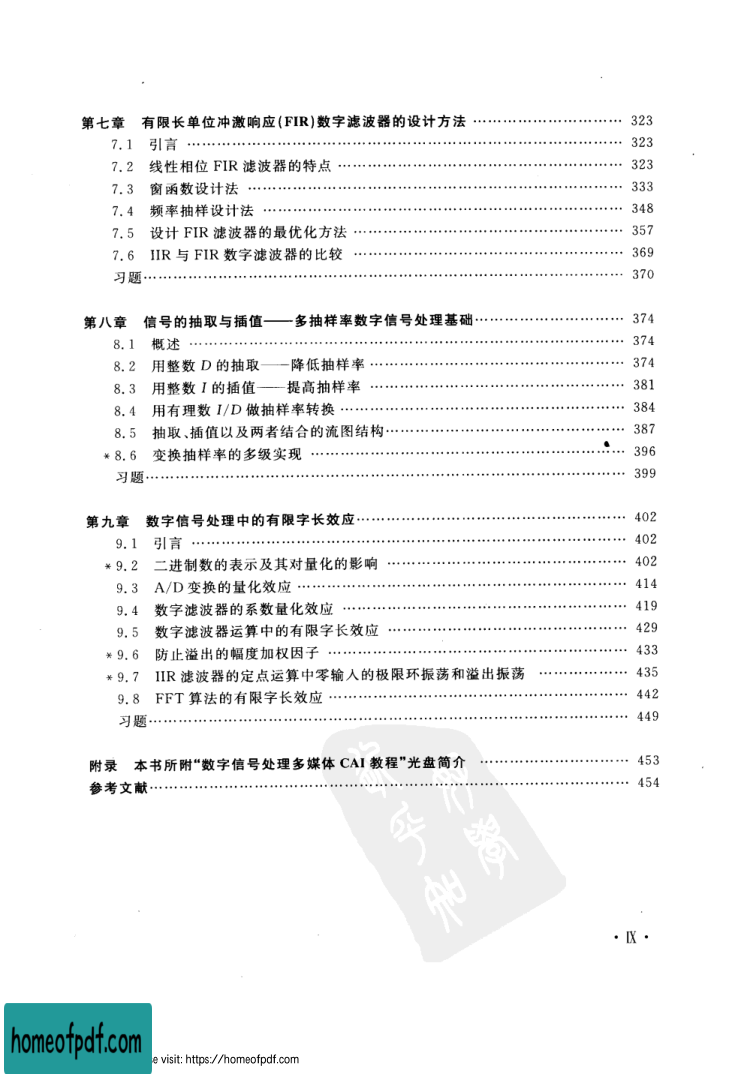 第七章 有限长单位冲激响应(FIR)数字滤波器的设计方法 …………………………… 323
7.1 引言 …………………………………………………………………………… 323
7.2 线性相位 FIR 滤波器的特点 ………………………………………………… 323
7.3 窗函数设计法 ………………………………………………………………… 333
7.4 频率抽样设计法 ……………………………………………………………… 348
7.5 设计 FIR 滤波器的最优化方法 ……………………………………………… 357
7.6 IIR 与 FIR 数字滤波器的比较 ……………………………………………… 369
习题…………………………………………………………………………………… 370
第八章 信号的抽取与插值——多抽样率数字信号处理基础………………………… 374
8.1 概述 …………………………………………………………………………… 374
8.2 用整数 D 的抽取——降低抽样率 …………………………………………… 374
8.3 用整数 I 的插值——提高抽样率 …………………………………………… 381
8.4 用有理数 I/D 做抽样率转换 ………………………………………………… 384
8.5 抽取、插值以及两者结合的流图结构………………………………………… 387
*8.6 变换抽样率的多级实现 ……………………………………………………… 396
习题…………………………………………………………………………………… 399
第九章 数字信号处理中的有限字长效应……………………………………………… 402
9.1 引言 …………………………………………………………………………… 402
*9.2 二进制数的表示及其对量化的影响 ………………………………………… 402
9.3 A/D 变换的量化效应 ………………………………………………………… 414
9.4 数字滤波器的系数量化效应 ………………………………………………… 419
9.5 数字滤波器运算中的有限字长效应 ………………………………………… 429
*9.6 防止溢出的幅度加权因子 …………………………………………………… 433
*9.7 IIR 滤波器的定点运算中零输入的极限环振荡和溢出振荡 ……………… 435
9.8 FFT 算法的有限字长效应 …………………………………………………… 442
习题…………………………………………………………………………………… 449
附录 本书所附“数字信号处理多媒体 CAI 教程”光盘简介 ………………………… 453
参考文献……………………………………………………………………………… 454
· IX ·
homeofpdf.com
e visit: https://homeofpdf.com